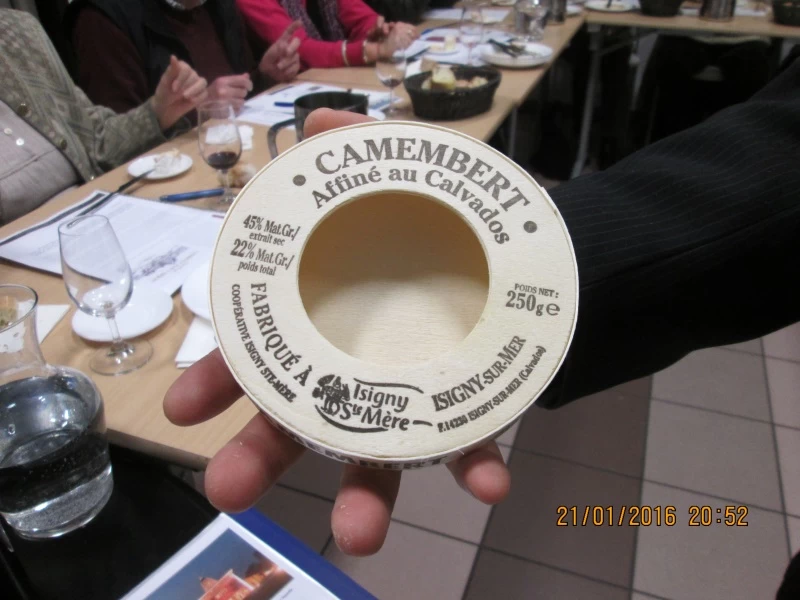 CAMEMBERT
Affiné au Calvados
45% Mat.Gr./
extrait sec
22% Mat.Gr./
poids total
POIDS NET :
250g e
FABRIQUÉ À
COOPÉRATIVE ISIGNY STE-MÈRE
Isigny
Ste Mère
ISIGNY-SUR-MER
F.14230 ISIGNY-SUR-MER (Calvados)
21/01/2016 20:52